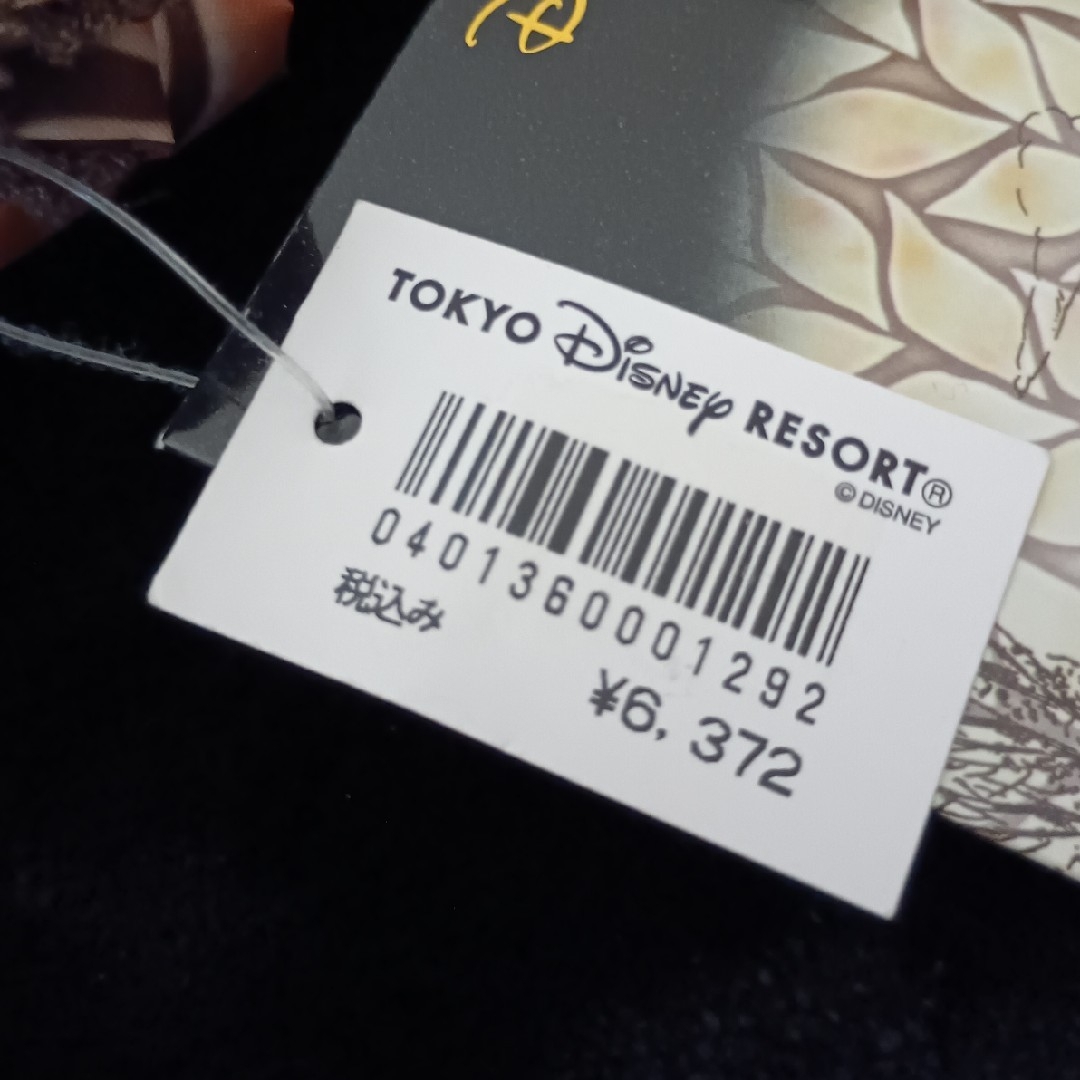 TOKYO Disney RESORT®
© DISNEY
0401360001292
税込み
¥6,372